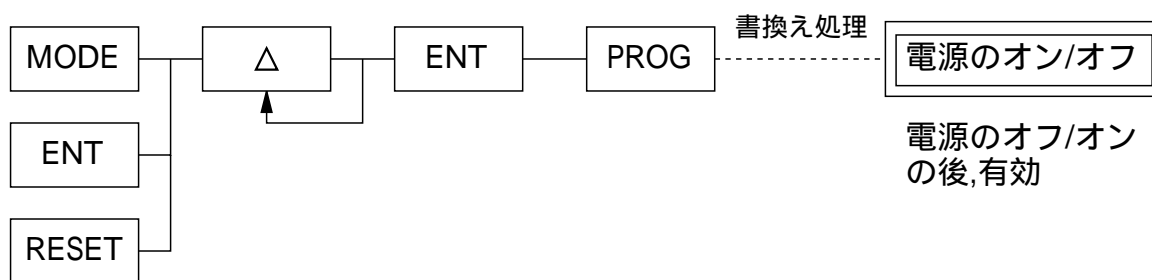 MODE
△
ENT
PROG
書換え処理
電源のオン/オフ
ENT
電源のオフ/オン
の後,有効
RESET